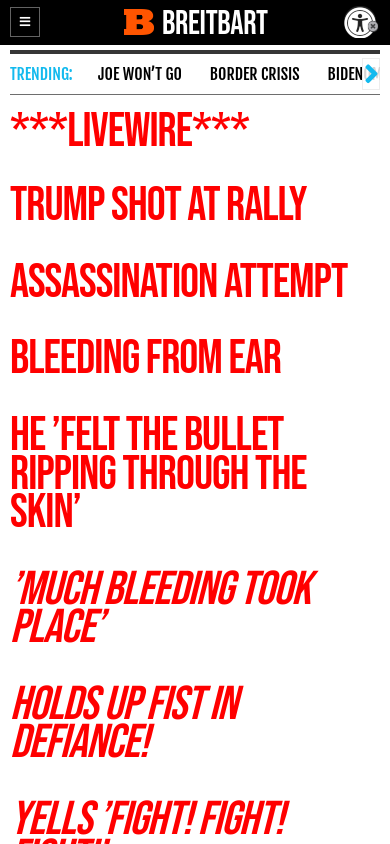 BREITBART
TRENDING: JOE WON'T GO BORDER CRISIS BIDEN
***LIVEWIRE***
TRUMP SHOT AT RALLY
ASSASSINATION ATTEMPT
BLEEDING FROM EAR
HE ’FELT THE BULLET
RIPPING THROUGH THE
SKIN’
’MUCH BLEEDING TOOK
PLACE’
HOLDS UP FIST IN
DEFIANCE!
YELLS ’FIGHT! FIGHT!